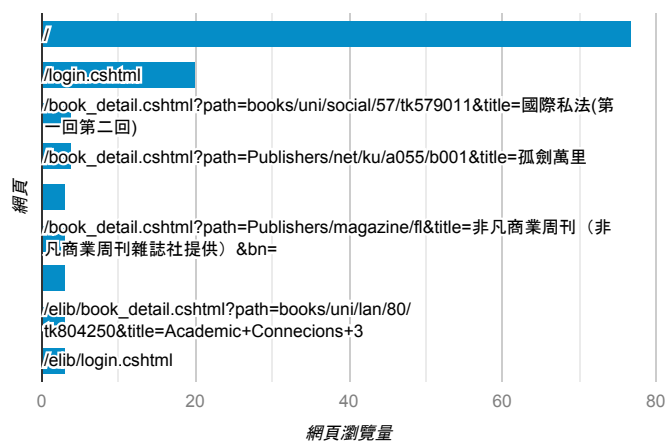 /
/login.cshtml
/book_detail.cshtml?path=books/uni/social/57/tk579011&title=國際私法(第
一回第二回)
/book_detail.cshtml?path=Publishers/net/ku/a055/b001&title=孤劍萬里
/book_detail.cshtml?path=Publishers/magazine/fl&title=非凡商業周刊（非
凡商業周刊雜誌社提供）&bn=
/elib/book_detail.cshtml?path=books/uni/lan/80/
tk804250&title=Academic+Connecions+3
/elib/login.cshtml
網頁
0 20 40 60 80
網頁瀏覽量